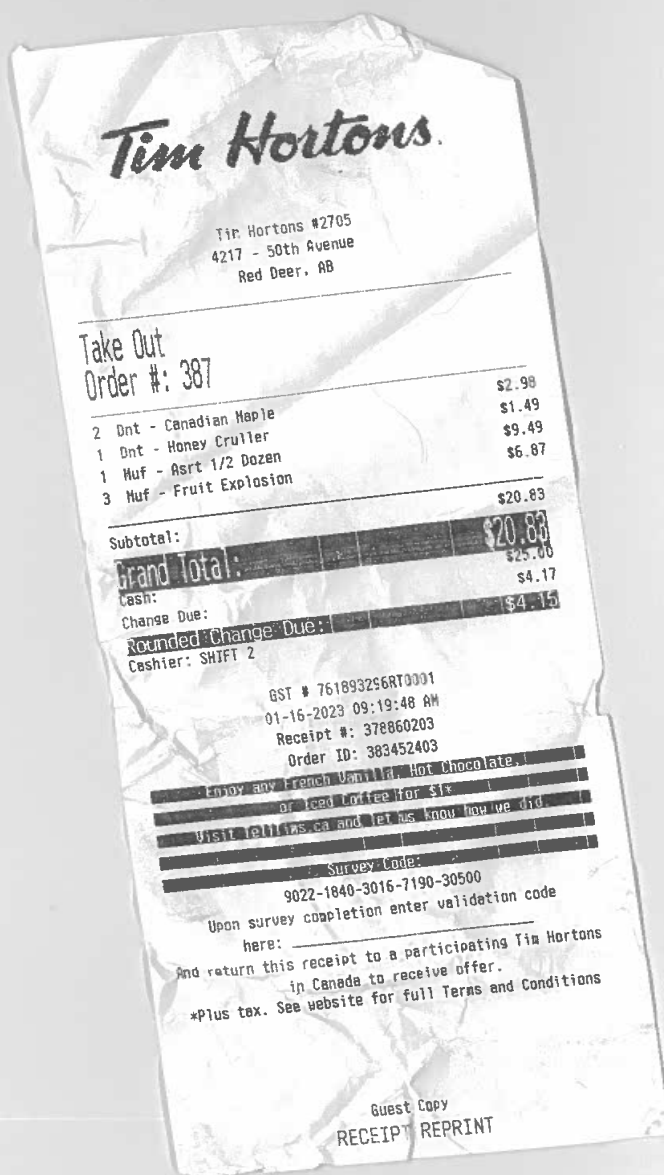 Tim Hortons.
Tim Hortons #2705
4217 - 50th Avenue
Red Deer, AB
Take Out
Order #: 387
2 Dnt - Canadian Maple $2.98
1 Dnt - Honey Cruller $1.49
1 Muf - Asrt 1/2 Dozen $9.49
3 Muf - Fruit Explosion $6.87
Subtotal: $20.83
Grand Total: $20.83
Cash: $25.00
Change Due: $4.17
Rounded Change Due: $4.15
Cashier: SHIFT 2
GST # 761893296RT0001
01-16-2023 09:19:48 AM
Receipt #: 378860203
Order ID: 383452403
Enjoy any French Vanilla, Hot Chocolate,
or Iced Coffee for $1*
Visit telltims.ca and let us know how we did.
Survey Code:
9022-1840-3016-7190-30500
Upon survey completion enter validation code
here:
And return this receipt to a participating Tim Hortons
in Canada to receive offer.
*Plus tax. See website for full Terms and Conditions
Guest Copy
RECEIPT REPRINT